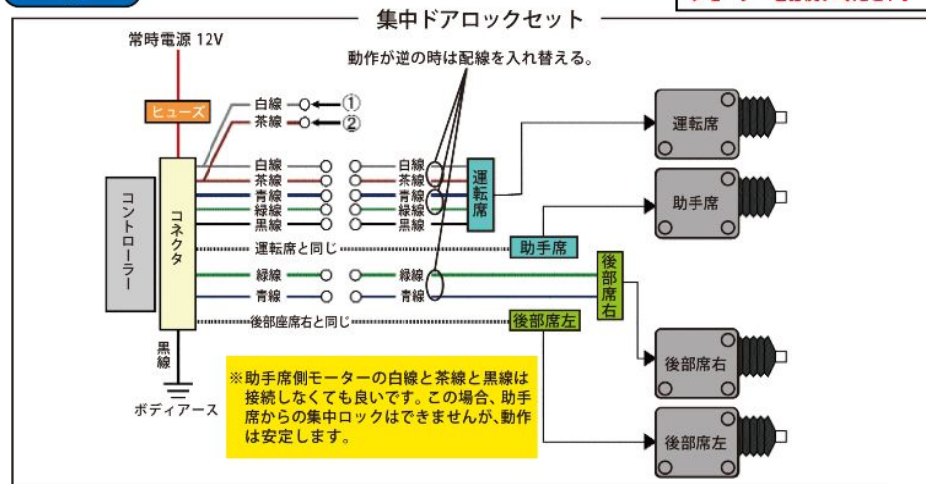 集中ドアロックセット
常時電源 12V
動作が逆の時は配線を入れ替える。
ヒューズ
白線 ①
茶線 ②
コントローラー
コネクタ
白線 白線
茶線 茶線
青線 青線
緑線 緑線
黒線 黒線
運転席
運転席
助手席
運転席と同じ
助手席
緑線 緑線
青線 青線
後部席右
後部座席右と同じ
後部席左
後部席右
後部席左
黒線
ボディアース
※助手席側モーターの白線と茶線と黒線は
接続しなくても良いです。この場合、助手
席からの集中ロックはできませんが、動作
は安定します。